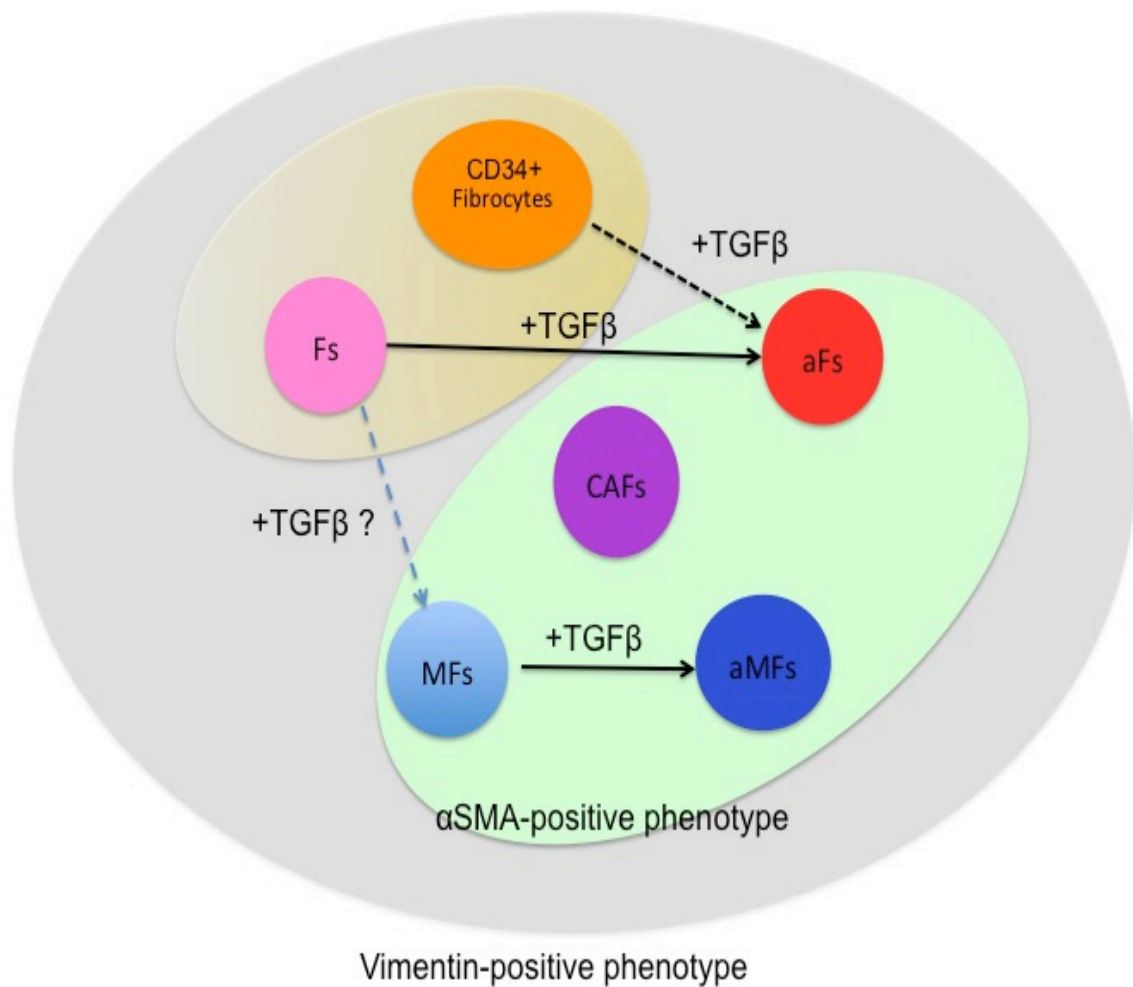 CD34+
Fibrocytes
+TGFβ
+TGFβ
Fs
aFs
CAFs
+TGFβ ?
+TGFβ
MFs
aMFs
αSMA-positive phenotype
Vimentin-positive phenotype